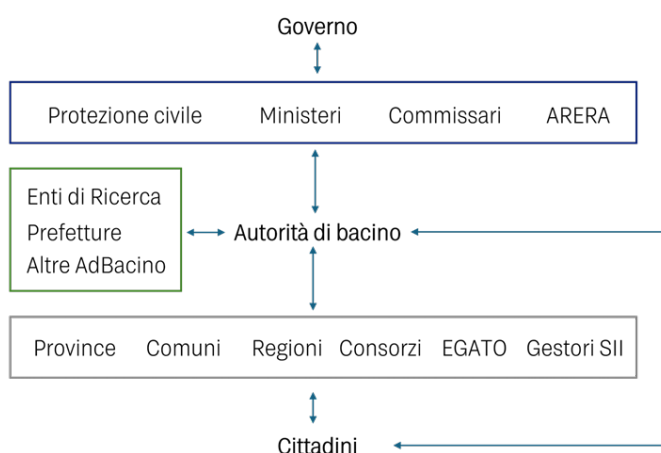 Governo
Protezione civile Ministeri Commissari ARERA
Enti di Ricerca
Prefetture
Altre AdBacino
Autorità di bacino
Province Comuni Regioni Consorzi EGATO Gestori SII
Cittadini